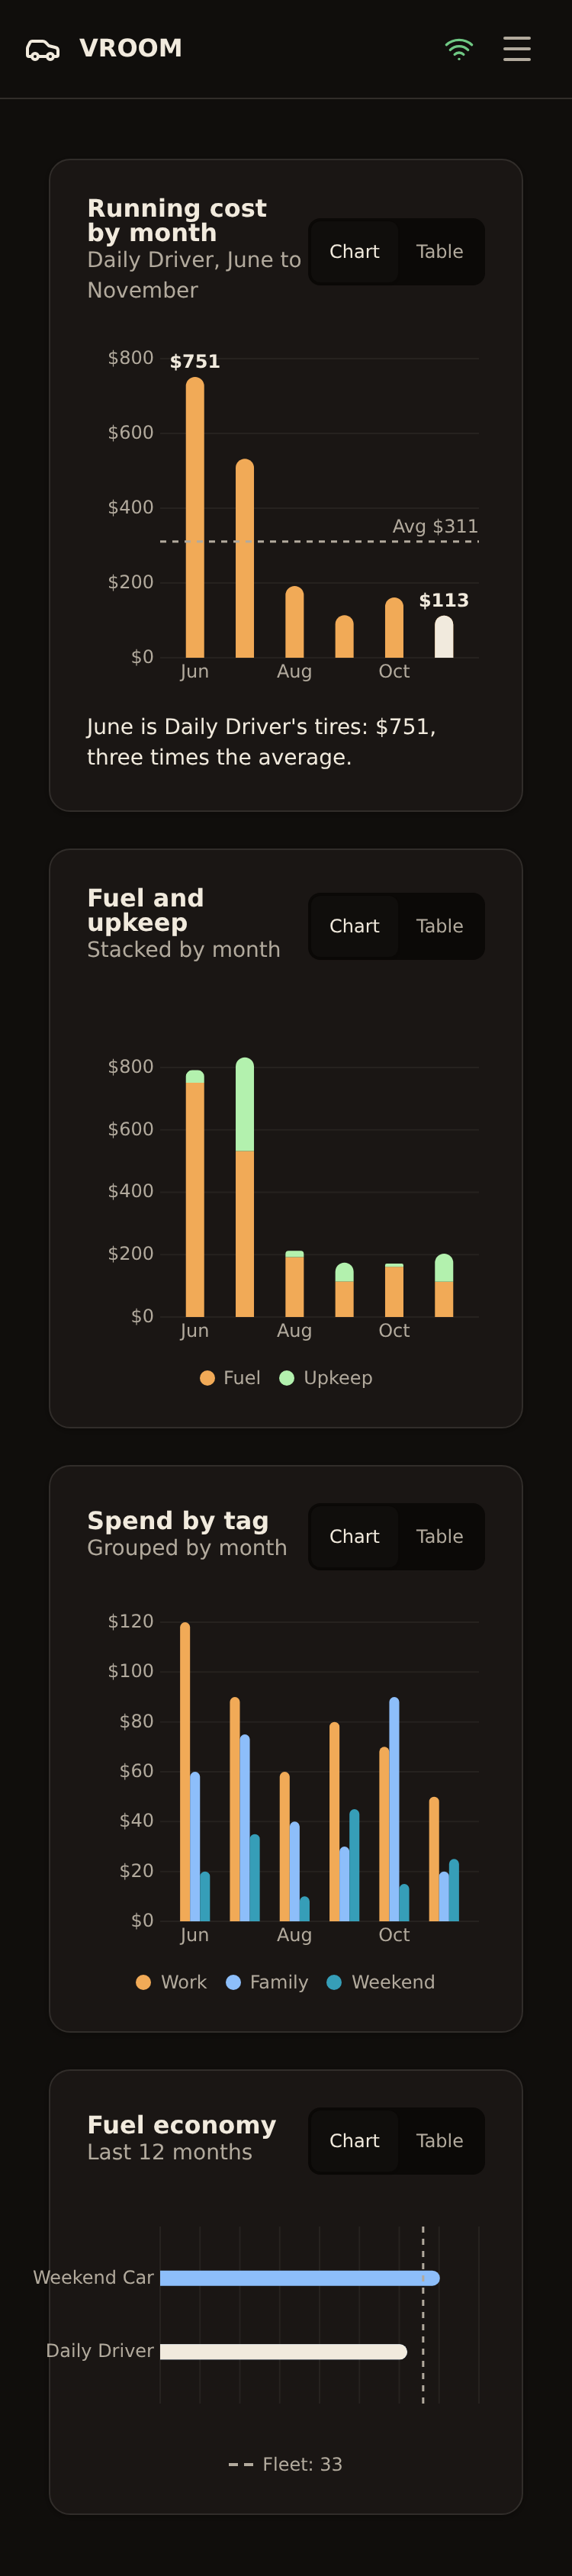 VROOM
Running cost
by month
Daily Driver, June to
November
Chart
Table
$800
$751
$600
$400
Avg $311
$200
$113
$0
Jun
Aug
Oct
June is Daily Driver's tires: $751,
three times the average.
Fuel and
upkeep
Stacked by month
Chart
Table
$800
$600
$400
$200
$0
Jun
Aug
Oct
Fuel
Upkeep
Spend by tag
Grouped by month
Chart
Table
$120
$100
$80
$60
$40
$20
$0
Jun
Aug
Oct
Work
Family
Weekend
Fuel economy
Last 12 months
Chart
Table
Weekend Car
Daily Driver
Fleet: 33